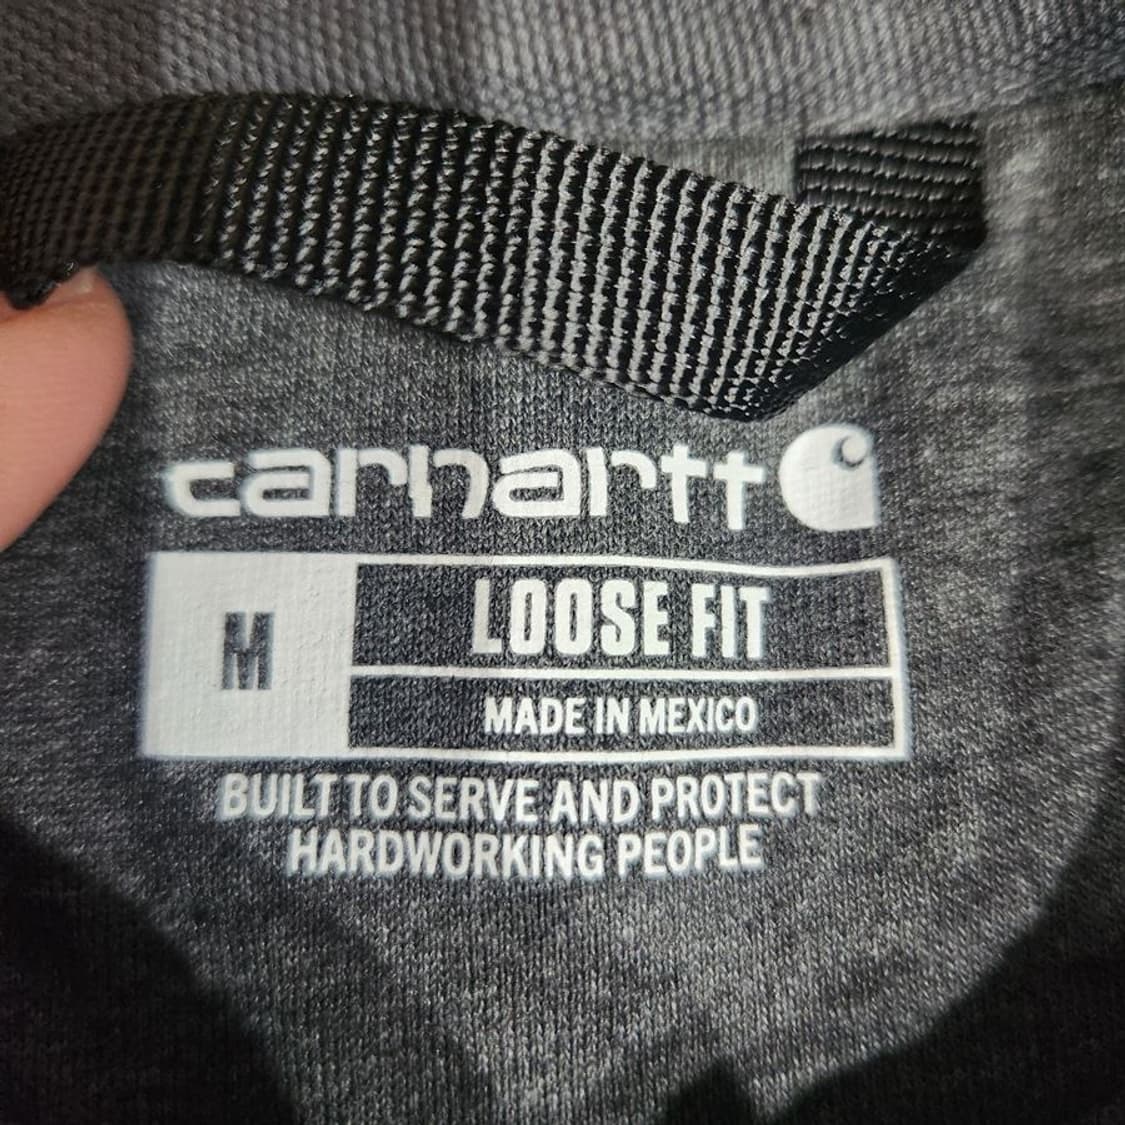 carhartt
M
LOOSE FIT
MADE IN MEXICO
BUILT TO SERVE AND PROTECT
HARDWORKING PEOPLE